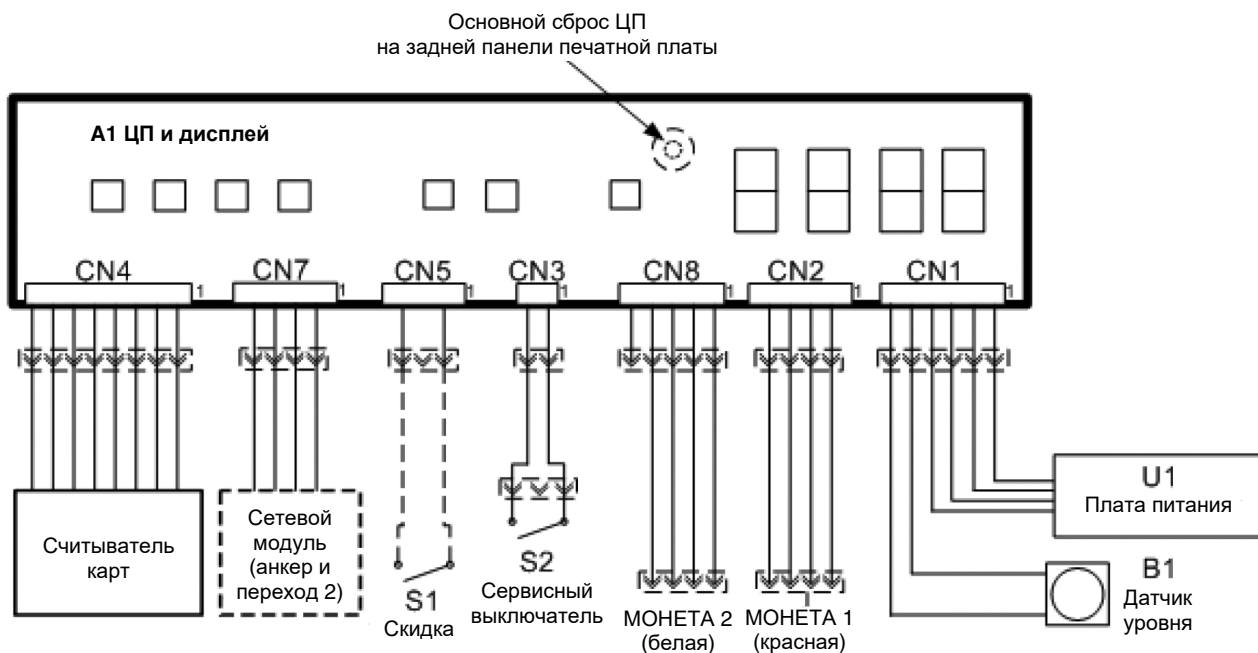 Основной сброс ЦП
на задней панели печатной платы
A1 ЦП и дисплей
CN4
CN7
CN5
CN3
CN8
CN2
CN1
1
1
1
1
1
1
1
Считыватель
карт
Сетевой
модуль
(анкер и
переход 2)
S1
Скидка
S2
Сервисный
выключатель
МОНЕТА 2
(белая)
МОНЕТА 1
(красная)
U1
Плата питания
B1
Датчик
уровня